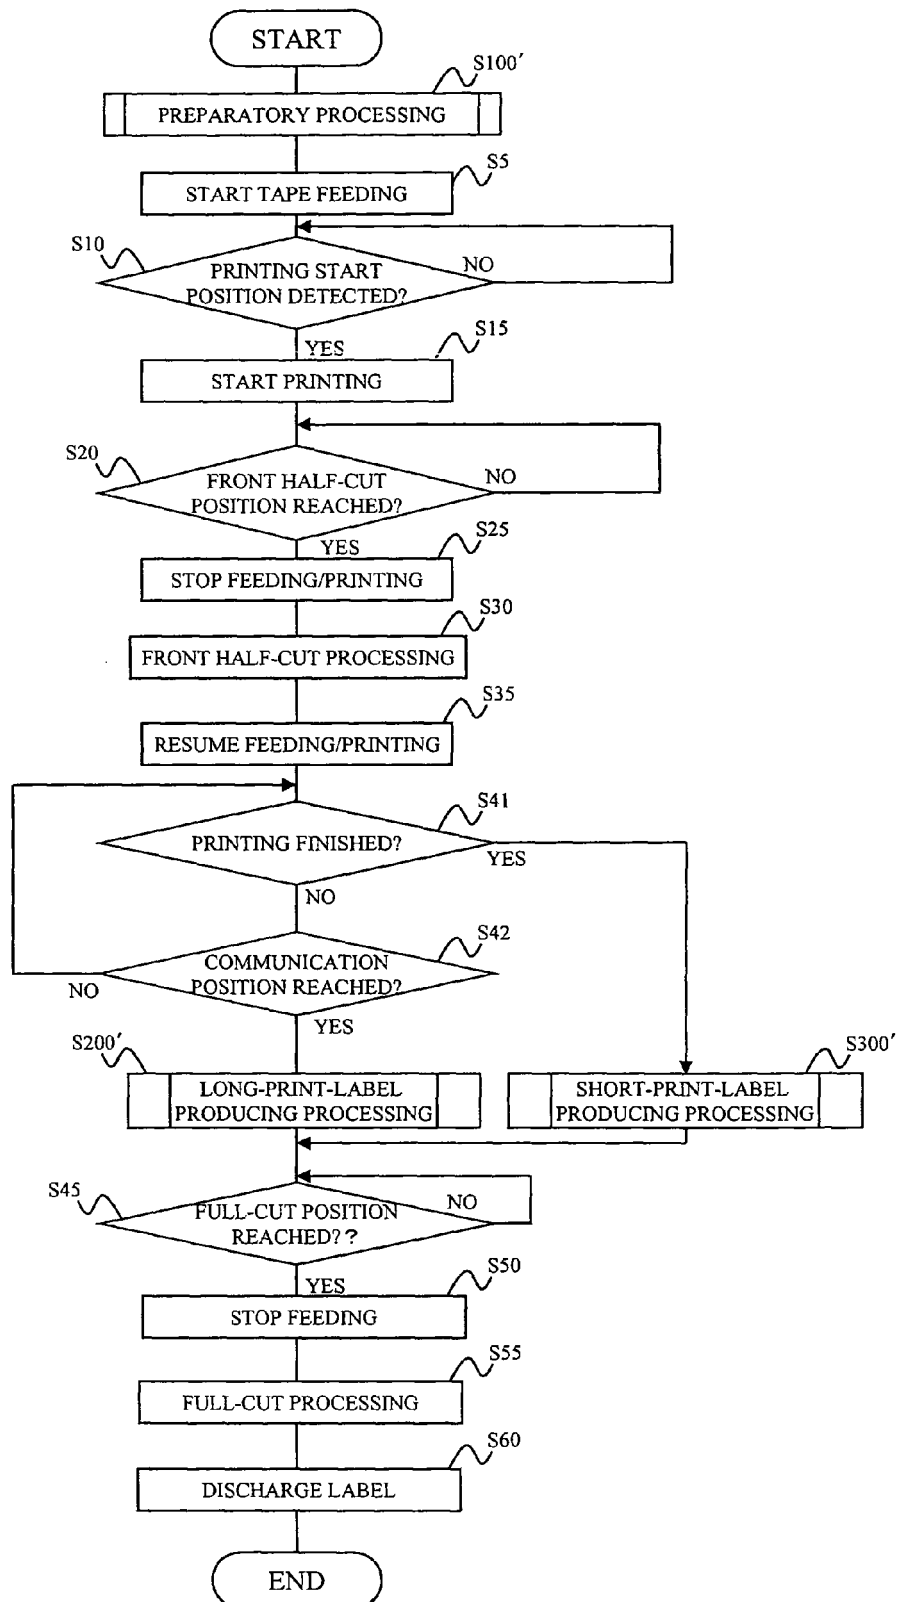 START
S100′
PREPARATORY PROCESSING
S5
START TAPE FEEDING
S10
PRINTING START
POSITION DETECTED?
NO
YES
S15
START PRINTING
S20
FRONT HALF-CUT
POSITION REACHED?
NO
YES
S25
STOP FEEDING/PRINTING
S30
FRONT HALF-CUT PROCESSING
S35
RESUME FEEDING/PRINTING
S41
PRINTING FINISHED?
YES
NO
S42
COMMUNICATION
POSITION REACHED?
NO
YES
S200′
LONG-PRINT-LABEL
PRODUCING PROCESSING
S300′
SHORT-PRINT-LABEL
PRODUCING PROCESSING
S45
FULL-CUT POSITION
REACHED? ?
NO
YES
S50
STOP FEEDING
S55
FULL-CUT PROCESSING
S60
DISCHARGE LABEL
END